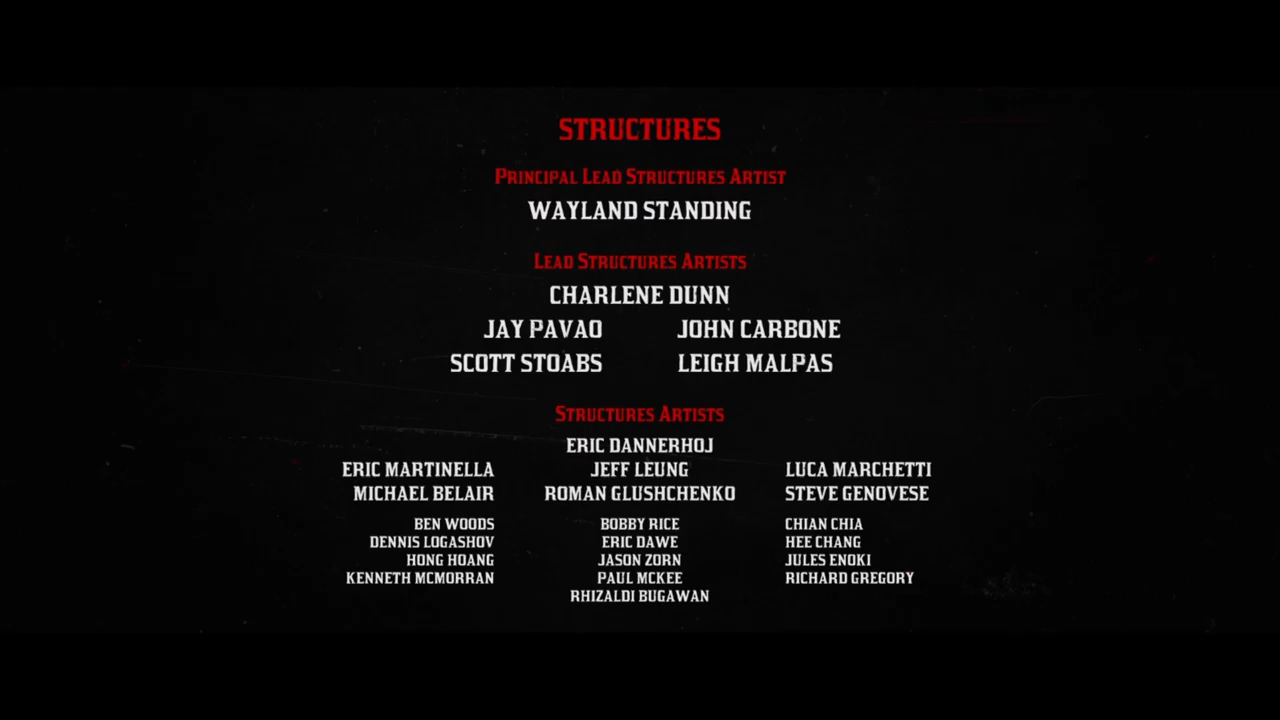 STRUCTURES
PRINCIPAL LEAD STRUCTURES ARTIST
WAYLAND STANDING
LEAD STRUCTURES ARTISTS
CHARLENE DUNN
JAY PAVAO JOHN CARBONE
SCOTT STOABS LEIGH MALPAS
STRUCTURES ARTISTS
ERIC DANNERHOJ
ERIC MARTINELLA JEFF LEUNG LUCA MARCHETTI
MICHAEL BELAIR ROMAN GLUSHCHENKO STEVE GENOVESE
BEN WOODS BOBBY RICE CHIAN CHIA
DENNIS LOGASHOV ERIC DAWE HEE CHANG
HONG HOANG JASON ZORN JULES ENOKI
KENNETH MCMORRAN PAUL MCKEE RICHARD GREGORY
RHIZALDI BUGAWAN